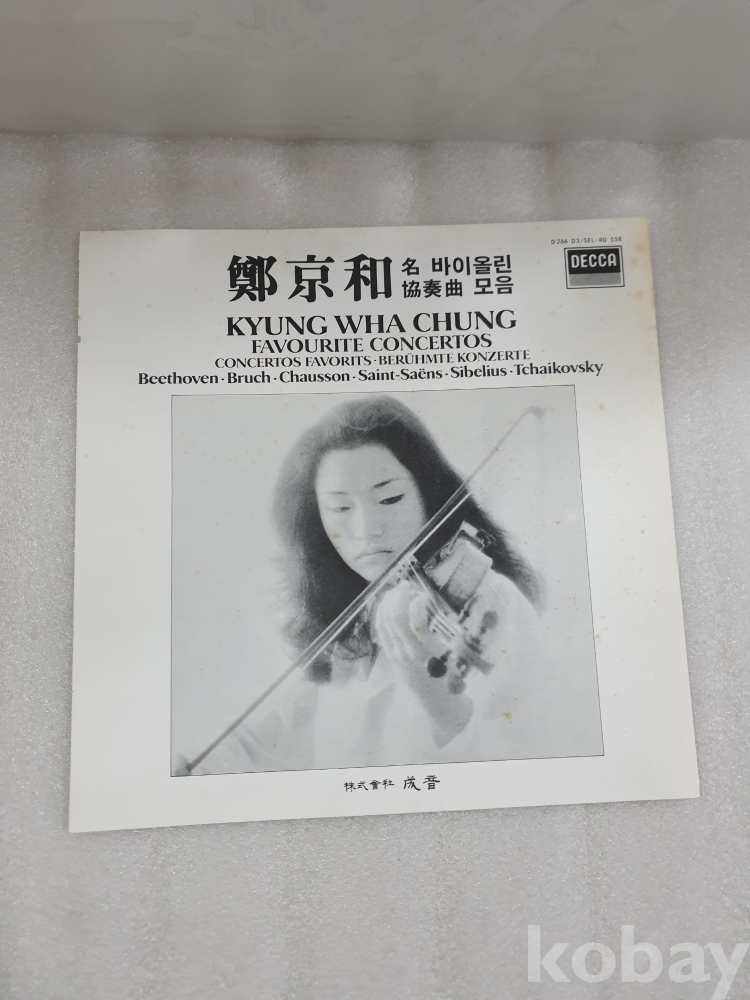 D 266 D3/SEL-RD 558
DECCA
鄭京和 名 바이올린
協奏曲 모음
KYUNG WHA CHUNG
FAVOURITE CONCERTOS
CONCERTOS FAVORITS · BERÜHMTE KONZERTE
Beethoven · Bruch · Chausson · Saint-Saëns · Sibelius · Tchaikovsky
株式會社 成音
kobay